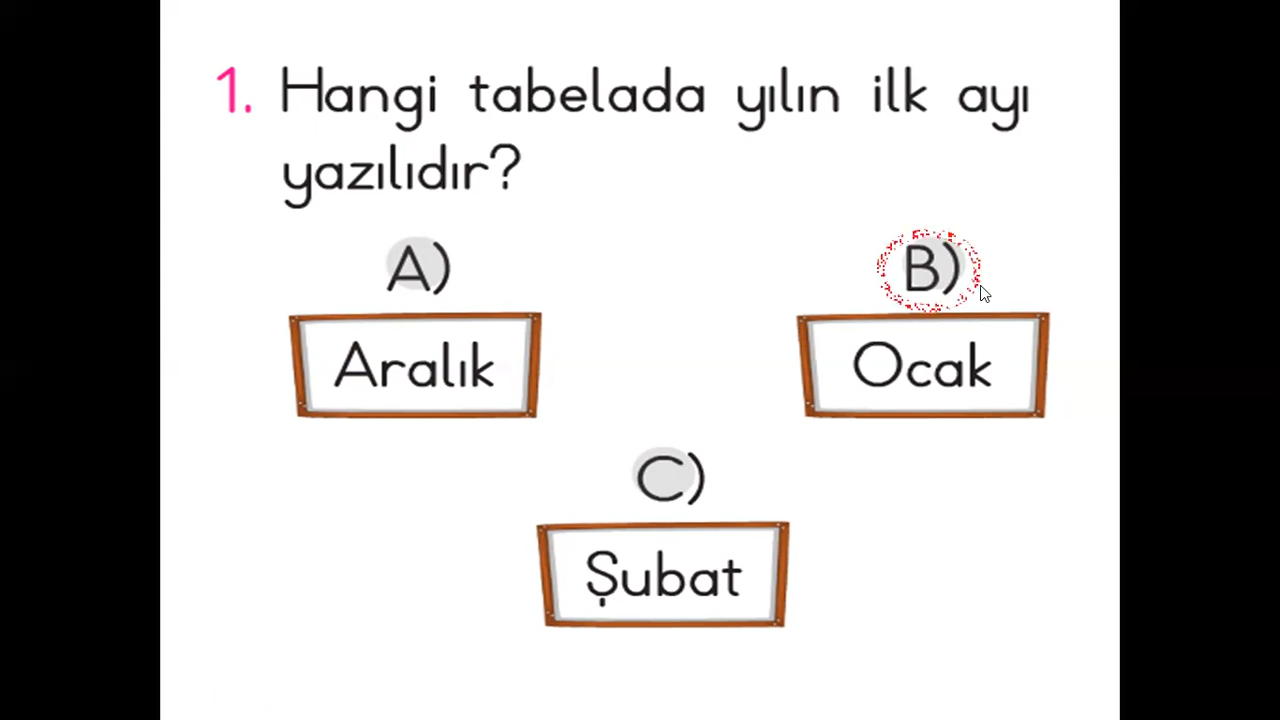 1. Hangi tabelada yılın ilk ayı
yazılıdır?
A)
Aralık
B)
Ocak
C)
Şubat